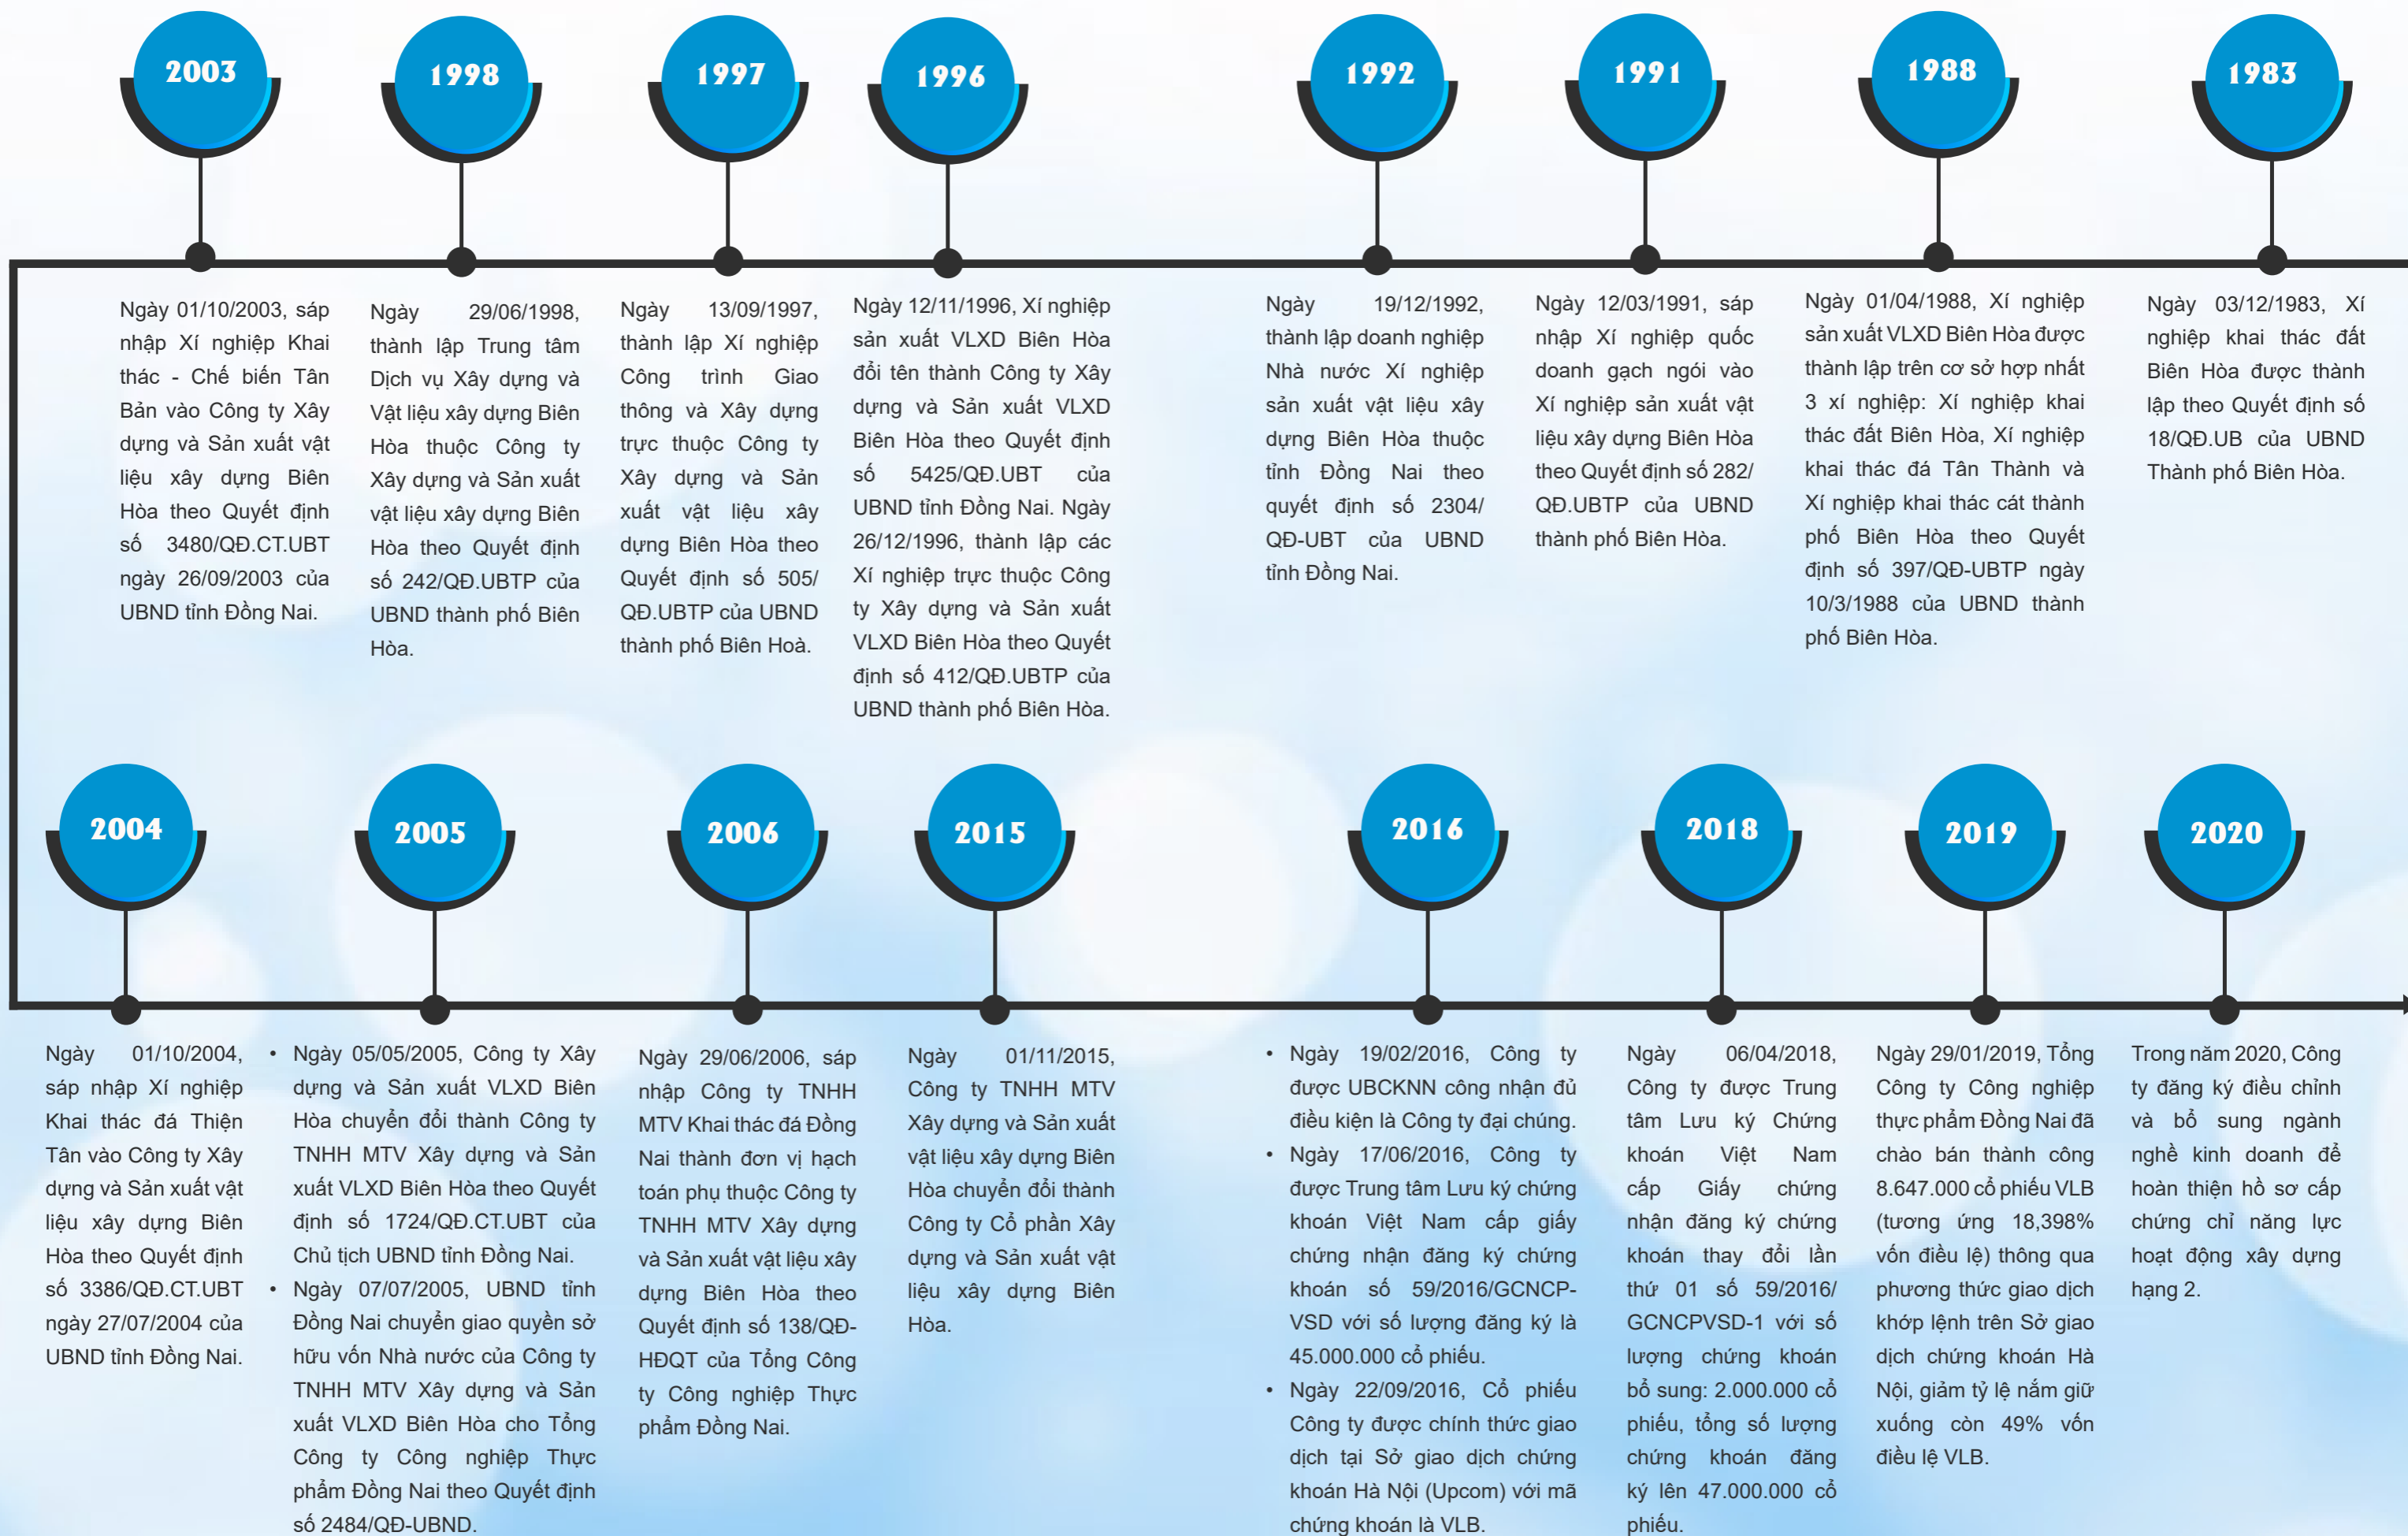 2003
Ngày 01/10/2003, sáp
nhập Xí nghiệp Khai
thác - Chế biến Tân
Bản vào Công ty Xây
dựng và Sản xuất vật
liệu xây dựng Biên
Hòa theo Quyết định
số 3480/QĐ.CT.UBT
ngày 26/09/2003 của
UBND tỉnh Đồng Nai.
1998
Ngày 29/06/1998,
thành lập Trung tâm
Dịch vụ Xây dựng và
Vật liệu xây dựng Biên
Hòa thuộc Công ty
Xây dựng và Sản xuất
vật liệu xây dựng Biên
Hòa theo Quyết định
số 242/QĐ.UBTP của
UBND thành phố Biên
Hòa.
1997
Ngày 13/09/1997,
thành lập Xí nghiệp
Công trình Giao
thông và Xây dựng
trực thuộc Công ty
Xây dựng và Sản
xuất vật liệu xây
dựng Biên Hòa theo
Quyết định số 505/
QĐ.UBTP của UBND
thành phố Biên Hoà.
1996
Ngày 12/11/1996, Xí nghiệp
sản xuất VLXD Biên Hòa
đổi tên thành Công ty Xây
dựng và Sản xuất VLXD
Biên Hòa theo Quyết định
số 5425/QĐ.UBT của
UBND tỉnh Đồng Nai. Ngày
26/12/1996, thành lập các
Xí nghiệp trực thuộc Công
ty Xây dựng và Sản xuất
VLXD Biên Hòa theo Quyết
định số 412/QĐ.UBTP của
UBND thành phố Biên Hòa.
1992
Ngày 19/12/1992,
thành lập doanh nghiệp
Nhà nước Xí nghiệp
sản xuất vật liệu xây
dựng Biên Hòa thuộc
tỉnh Đồng Nai theo
quyết định số 2304/
QĐ-UBT của UBND
tỉnh Đồng Nai.
1991
Ngày 12/03/1991, sáp
nhập Xí nghiệp quốc
doanh gạch ngói vào
Xí nghiệp sản xuất vật
liệu xây dựng Biên Hòa
theo Quyết định số 282/
QĐ.UBTP của UBND
thành phố Biên Hòa.
1988
Ngày 01/04/1988, Xí nghiệp
sản xuất VLXD Biên Hòa được
thành lập trên cơ sở hợp nhất
3 xí nghiệp: Xí nghiệp khai
thác đất Biên Hòa, Xí nghiệp
khai thác đá Tân Thành và
Xí nghiệp khai thác cát thành
phố Biên Hòa theo Quyết
định số 397/QĐ-UBTP ngày
10/3/1988 của UBND thành
phố Biên Hòa.
1983
Ngày 03/12/1983, Xí
nghiệp khai thác đất
Biên Hòa được thành
lập theo Quyết định số
18/QĐ.UB của UBND
Thành phố Biên Hòa.
2004
Ngày 01/10/2004,
sáp nhập Xí nghiệp
Khai thác đá Thiện
Tân vào Công ty Xây
dựng và Sản xuất vật
liệu xây dựng Biên
Hòa theo Quyết định
số 3386/QĐ.CT.UBT
ngày 27/07/2004 của
UBND tỉnh Đồng Nai.
2005
• Ngày 05/05/2005, Công ty Xây
dựng và Sản xuất VLXD Biên
Hòa chuyển đổi thành Công ty
TNHH MTV Xây dựng và Sản
xuất VLXD Biên Hòa theo Quyết
định số 1724/QĐ.CT.UBT của
Chủ tịch UBND tỉnh Đồng Nai.
• Ngày 07/07/2005, UBND tỉnh
Đồng Nai chuyển giao quyền sở
hữu vốn Nhà nước của Công ty
TNHH MTV Xây dựng và Sản
xuất VLXD Biên Hòa cho Tổng
Công ty Công nghiệp Thực
phẩm Đồng Nai theo Quyết định
số 2484/QĐ-UBND.
2006
Ngày 29/06/2006, sáp
nhập Công ty TNHH
MTV Khai thác đá Đồng
Nai thành đơn vị hạch
toán phụ thuộc Công ty
TNHH MTV Xây dựng
và Sản xuất vật liệu xây
dựng Biên Hòa theo
Quyết định số 138/QĐ-
HĐQT của Tổng Công
ty Công nghiệp Thực
phẩm Đồng Nai.
2015
Ngày 01/11/2015,
Công ty TNHH MTV
Xây dựng và Sản xuất
vật liệu xây dựng Biên
Hòa chuyển đổi thành
Công ty Cổ phần Xây
dựng và Sản xuất vật
liệu xây dựng Biên
Hòa.
2016
• Ngày 19/02/2016, Công ty
được UBCKNN công nhận đủ
điều kiện là Công ty đại chúng.
• Ngày 17/06/2016, Công ty
được Trung tâm Lưu ký chứng
khoán Việt Nam cấp giấy
chứng nhận đăng ký chứng
khoán số 59/2016/GCNCP-
VSD với số lượng đăng ký là
45.000.000 cổ phiếu.
• Ngày 22/09/2016, Cổ phiếu
Công ty được chính thức giao
dịch tại Sở giao dịch chứng
khoán Hà Nội (Upcom) với mã
chứng khoán là VLB.
2018
Ngày 06/04/2018,
Công ty được Trung
tâm Lưu ký Chứng
khoán Việt Nam
cấp Giấy chứng
nhận đăng ký chứng
khoán thay đổi lần
thứ 01 số 59/2016/
GCNCPVSD-1 với số
lượng chứng khoán
bổ sung: 2.000.000 cổ
phiếu, tổng số lượng
chứng khoán đăng
ký lên 47.000.000 cổ
phiếu.
2019
Ngày 29/01/2019, Tổng
Công ty Công nghiệp
thực phẩm Đồng Nai đã
chào bán thành công
8.647.000 cổ phiếu VLB
(tương ứng 18,398%
vốn điều lệ) thông qua
phương thức giao dịch
khớp lệnh trên Sở giao
dịch chứng khoán Hà
Nội, giảm tỷ lệ nắm giữ
xuống còn 49% vốn
điều lệ VLB.
2020
Trong năm 2020, Công
ty đăng ký điều chỉnh
và bổ sung ngành
nghề kinh doanh để
hoàn thiện hồ sơ cấp
chứng chỉ năng lực
hoạt động xây dựng
hạng 2.